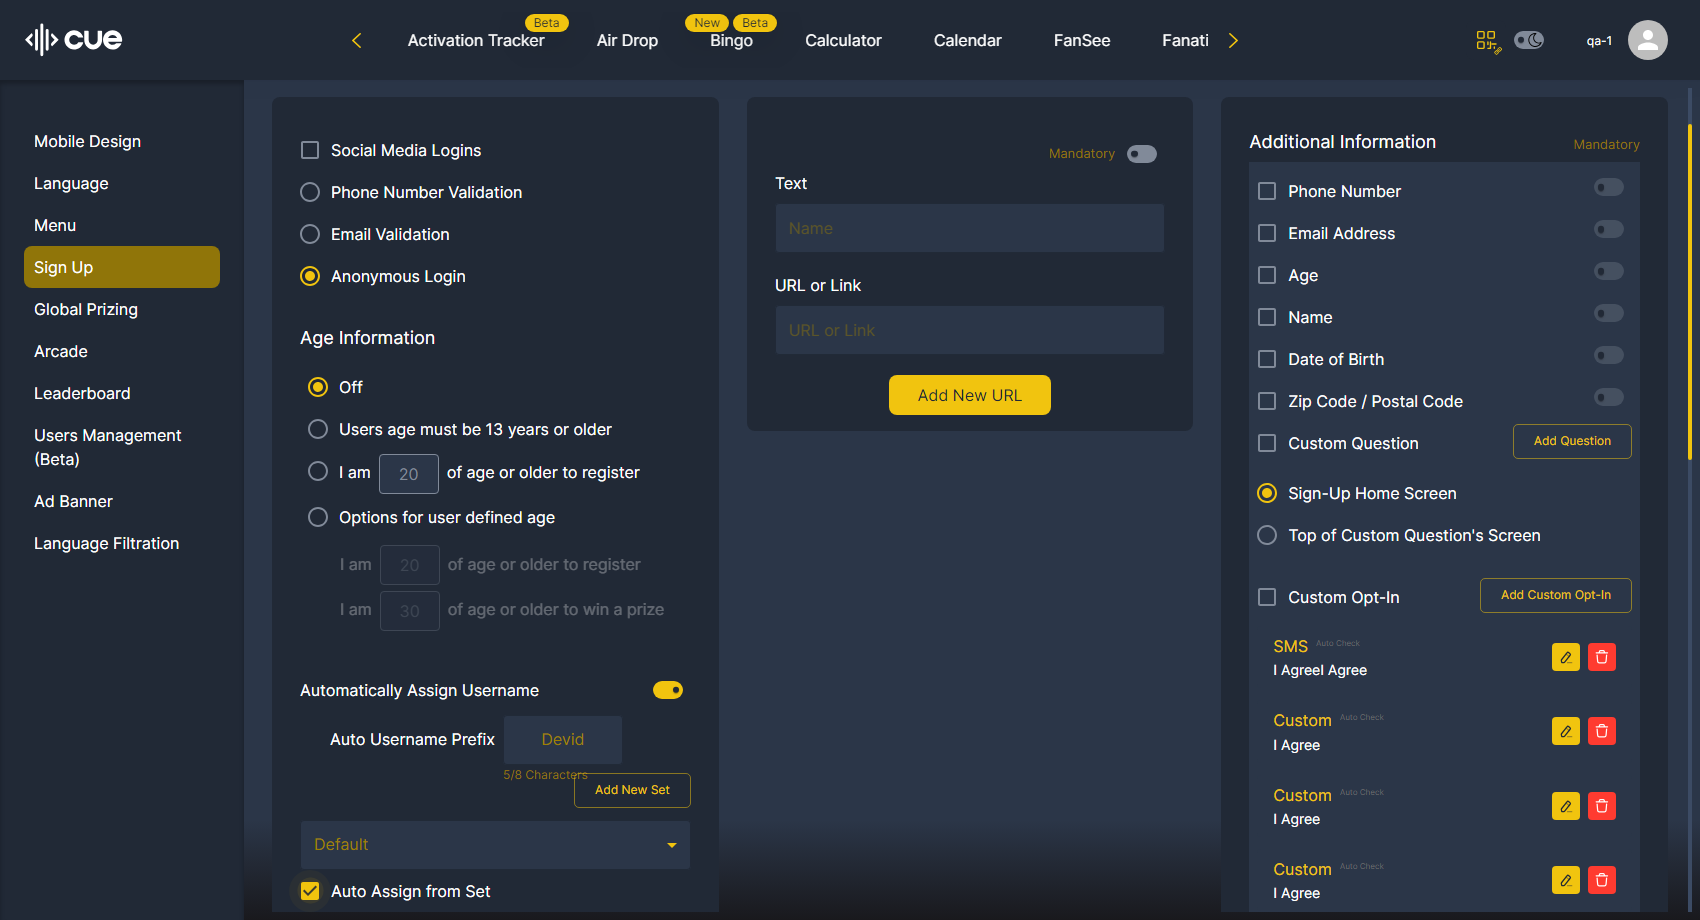 cue
Beta
New
Beta
Activation Tracker
Air Drop
Bingo
Calculator
Calendar
FanSee
Fanati
qa-1
Mobile Design
Language
Menu
Sign Up
Global Prizing
Arcade
Leaderboard
Users Management
(Beta)
Ad Banner
Language Filtration
Social Media Logins
Phone Number Validation
Email Validation
Anonymous Login
Age Information
Off
Users age must be 13 years or older
I am 20 of age or older to register
Options for user defined age
I am 20 of age or older to register
I am 30 of age or older to win a prize
Automatically Assign Username
Auto Username Prefix Devid
5/8 Characters
Add New Set
Default
Auto Assign from Set
Mandatory
Text
Name
URL or Link
URL or Link
Add New URL
Additional Information
Mandatory
Phone Number
Email Address
Age
Name
Date of Birth
Zip Code / Postal Code
Custom Question
Add Question
Sign-Up Home Screen
Top of Custom Question's Screen
Custom Opt-In
Add Custom Opt-In
SMS Auto Check
I AgreeI Agree
Custom Auto Check
I Agree
Custom Auto Check
I Agree
Custom Auto Check
I Agree